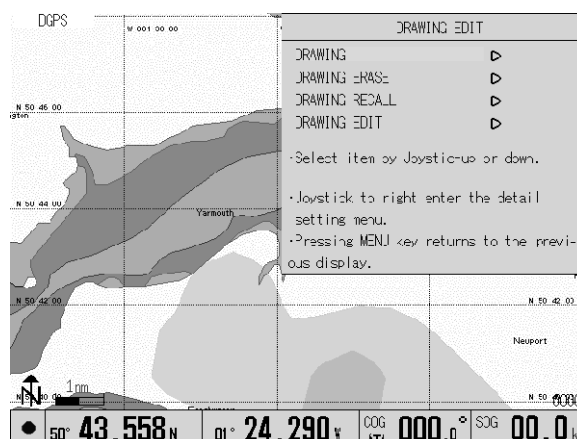 DGPS
W 001 30 00
DRAWING EDIT
DRAWING
DRAWING ERASE
DRAWING RECALL
DRAWING EDIT
N 50 46 00
·Select item by Joystic-up or down.
·Joystick to right enter the detail
setting menu.
·Pressing MENU key returns to the previ-
ous display.
N 50 44 00
Yarmouth
N 50 42 00
N 50 42 00
Neuport
N
1nm
50° 43.558 N
01° 24.290 W
COG 000.0°
SOG 00.0